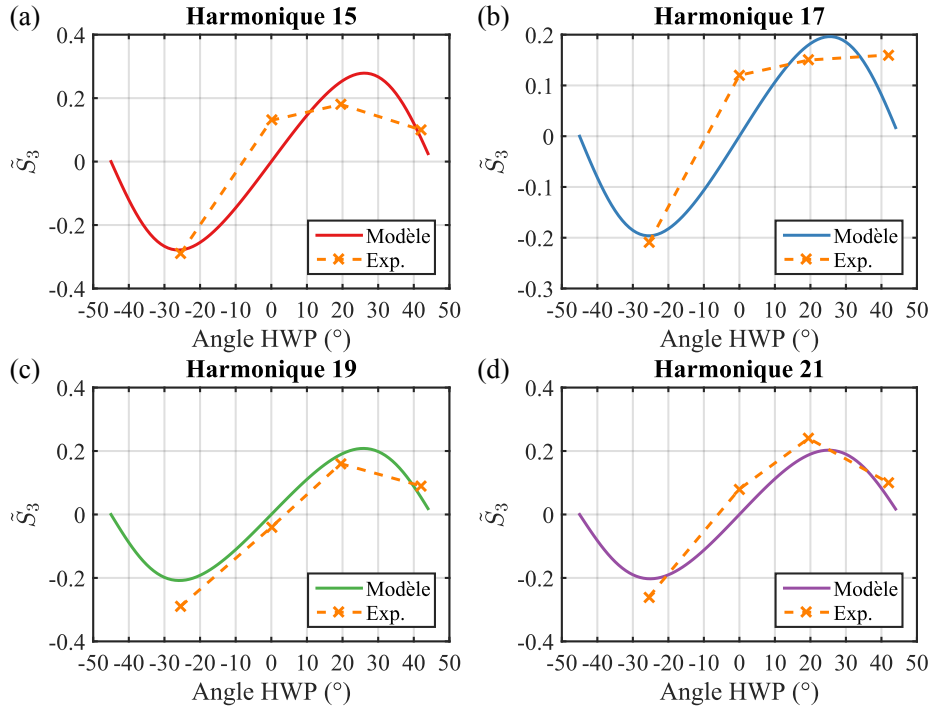 (a)
Harmonique 15
0.4
0.2
0
-0.2
-0.4
S̃₃
-50 -40 -30 -20 -10 0 10 20 30 40 50
Angle HWP (°)
Modèle
Exp.
(b)
Harmonique 17
0.2
0.1
0
-0.1
-0.2
-0.3
S̃₃
-50 -40 -30 -20 -10 0 10 20 30 40 50
Angle HWP (°)
Modèle
Exp.
(c)
Harmonique 19
0.4
0.2
0
-0.2
-0.4
S̃₃
-50 -40 -30 -20 -10 0 10 20 30 40 50
Angle HWP (°)
Modèle
Exp.
(d)
Harmonique 21
0.4
0.2
0
-0.2
-0.4
S̃₃
-50 -40 -30 -20 -10 0 10 20 30 40 50
Angle HWP (°)
Modèle
Exp.